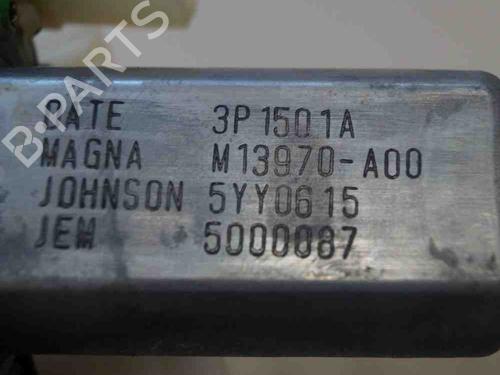 DATE 3P1501A
MAGNA M13970-A00
JOHNSON 5YY0615
JEM 5000087
B-PARTS